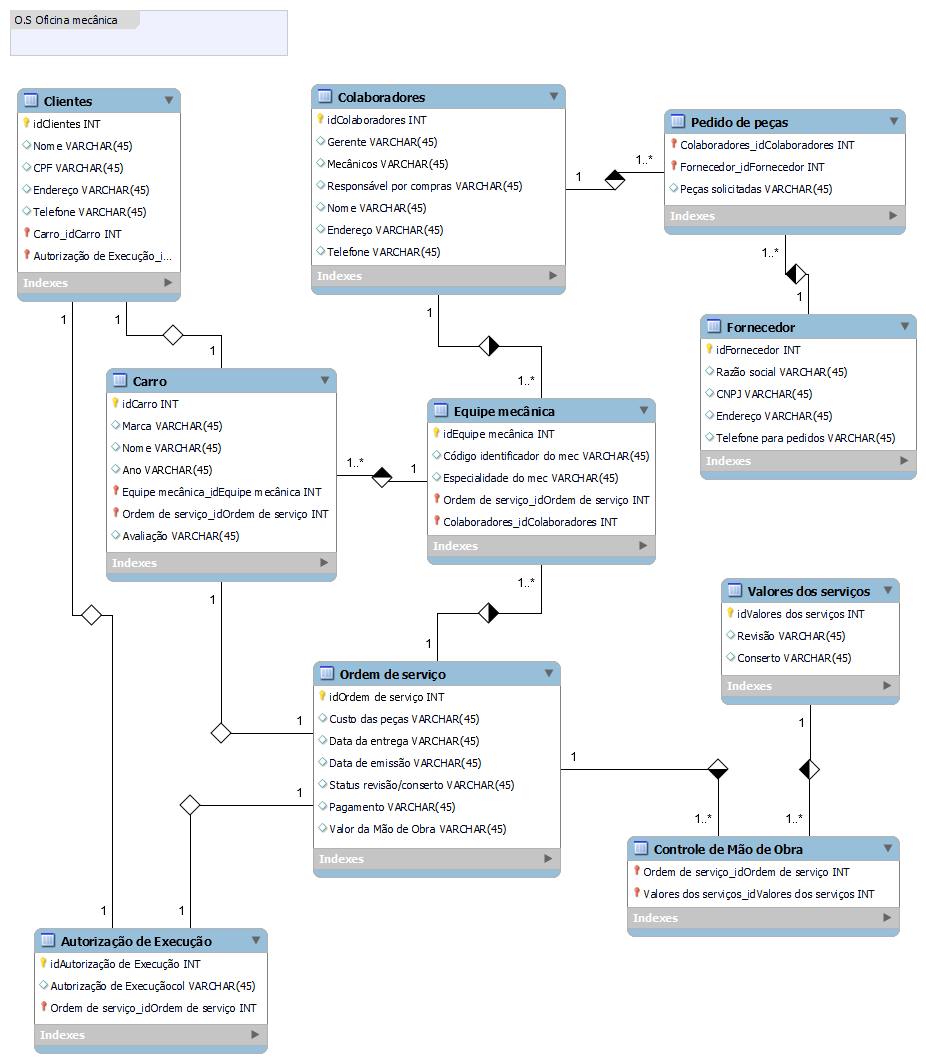 O.S Oficina mecânica
Clientes
idClientes INT
Nome VARCHAR(45)
CPF VARCHAR(45)
Endereço VARCHAR(45)
Telefone VARCHAR(45)
Carro_idCarro INT
Autorização de Execução_i...
Indexes
Colaboradores
idColaboradores INT
Gerente VARCHAR(45)
Mecânicos VARCHAR(45)
Responsável por compras VARCHAR(45)
Nome VARCHAR(45)
Endereço VARCHAR(45)
Telefone VARCHAR(45)
Indexes
1
1..*
Pedido de peças
Colaboradores_idColaboradores INT
Fornecedor_idFornecedor INT
Peças solicitadas VARCHAR(45)
Indexes
1..*
1
Fornecedor
idFornecedor INT
Razão social VARCHAR(45)
CNPJ VARCHAR(45)
Endereço VARCHAR(45)
Telefone para pedidos VARCHAR(45)
Indexes
1
1
1
1
1..*
Carro
idCarro INT
Marca VARCHAR(45)
Nome VARCHAR(45)
Ano VARCHAR(45)
Equipe mecânica_idEquipe mecânica INT
Ordem de serviço_idOrdem de serviço INT
Avaliação VARCHAR(45)
Indexes
1..*
1
Equipe mecânica
idEquipe mecânica INT
Código identificador do mec VARCHAR(45)
Especialidade do mec VARCHAR(45)
Ordem de serviço_idOrdem de serviço INT
Colaboradores_idColaboradores INT
Indexes
1..*
1
1
1
1
Ordem de serviço
idOrdem de serviço INT
Custo das peças VARCHAR(45)
Data da entrega VARCHAR(45)
Data de emissão VARCHAR(45)
Status revisão/conserto VARCHAR(45)
Pagamento VARCHAR(45)
Valor da Mão de Obra VARCHAR(45)
Indexes
Valores dos serviços
idValores dos serviços INT
Revisão VARCHAR(45)
Conserto VARCHAR(45)
Indexes
1
1
1..*
1..*
Controle de Mão de Obra
Ordem de serviço_idOrdem de serviço INT
Valores dos serviços_idValores dos serviços INT
Indexes
1
1
Autorização de Execução
idAutorização de Execução INT
Autorização de Execuçãocol VARCHAR(45)
Ordem de serviço_idOrdem de serviço INT
Indexes